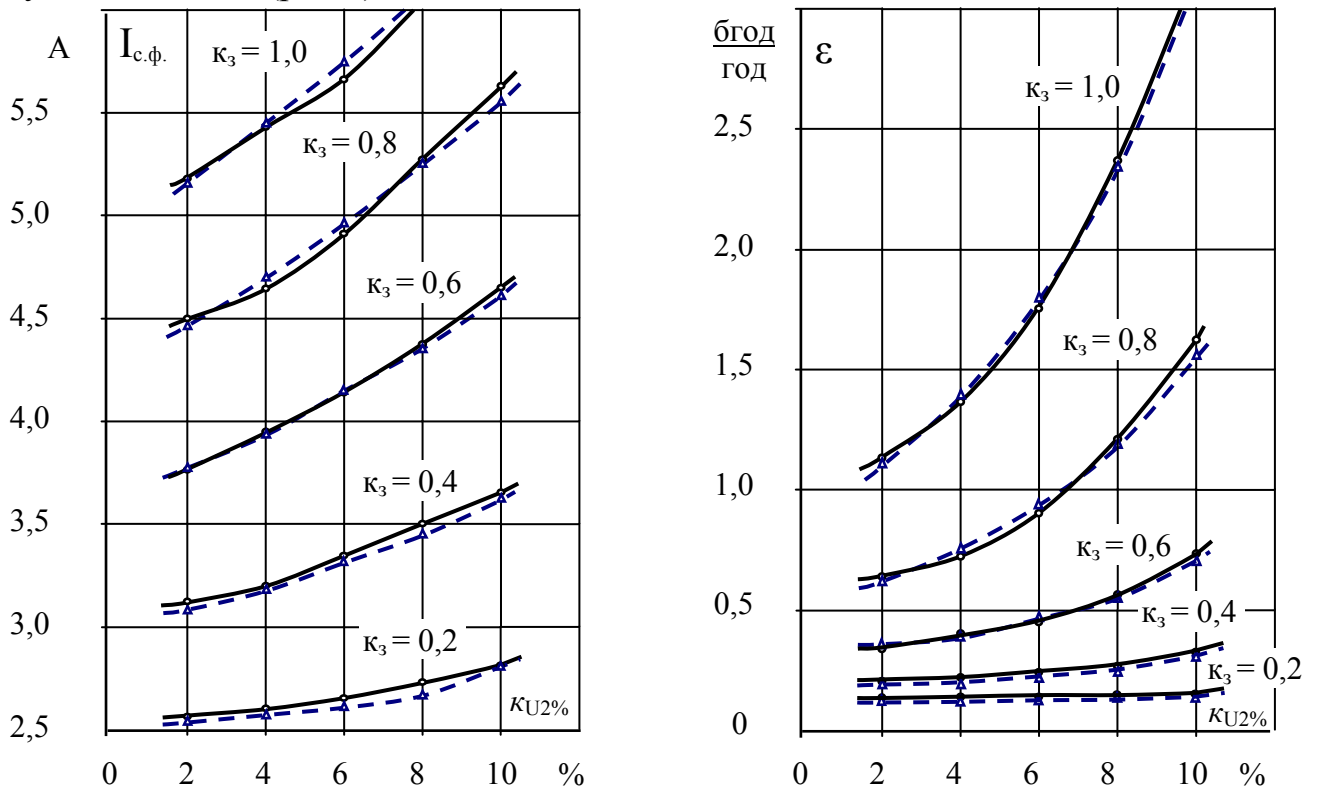 А
I с.ф.
кз = 1,0
5,5
кз = 0,8
5,0
кз = 0,6
4,5
4,0
кз = 0,4
3,5
3,0
кз = 0,2
кU2%
2,5
0 2 4 6 8 10 %
бгод
год
ε
кз = 1,0
2,5
2,0
кз = 0,8
1,5
1,0
кз = 0,6
0,5
кз = 0,4
кз = 0,2
кU2%
0
0 2 4 6 8 10 %